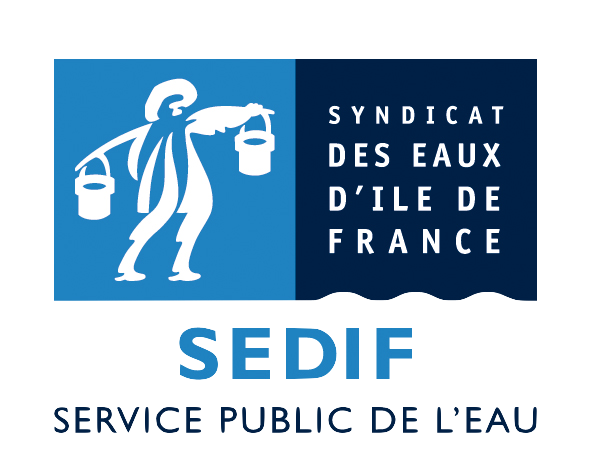 SYNDICAT
DES EAUX
D'ILE DE
FRANCE
SEDIF
SERVICE PUBLIC DE L'EAU